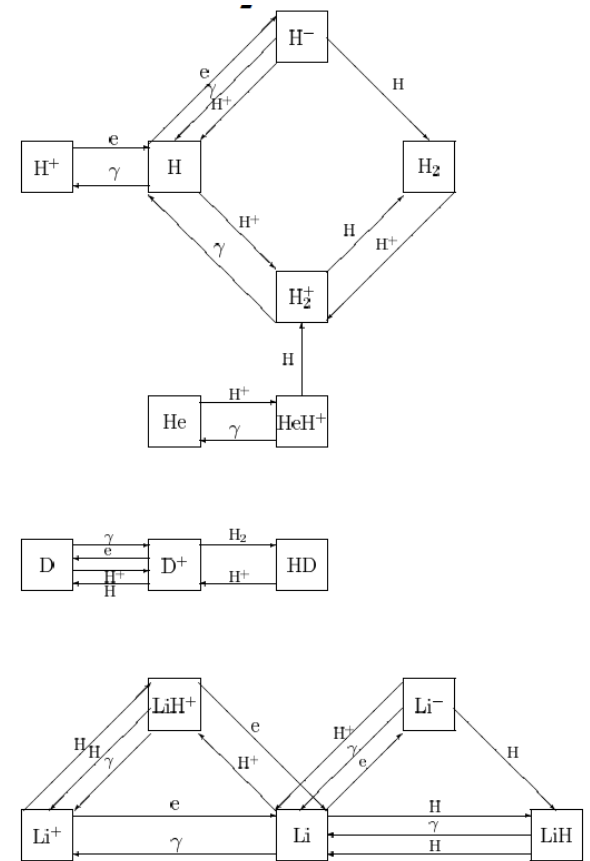 H⁻
e
γ
H⁺
H
H⁺
e
γ
H
H₂
H⁺
γ
H
H⁺
H₂⁺
H
He
H⁺
γ
HeH⁺
D
γ
e
H⁺
H
D⁺
H₂
H⁺
HD
LiH⁺
Li⁻
H
H
γ
e
H⁺
H⁺
γ
e
H
Li⁺
e
γ
Li
H
γ
H
LiH